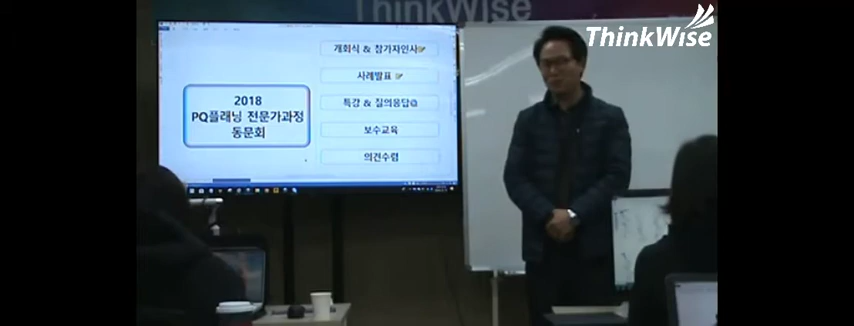 ThinkWise
ThinkWise
개회식 & 참가자인사
사례발표
2018
PQ플래닝 전문가과정
동문회
특강 & 질의응답
보수교육
의견수렴